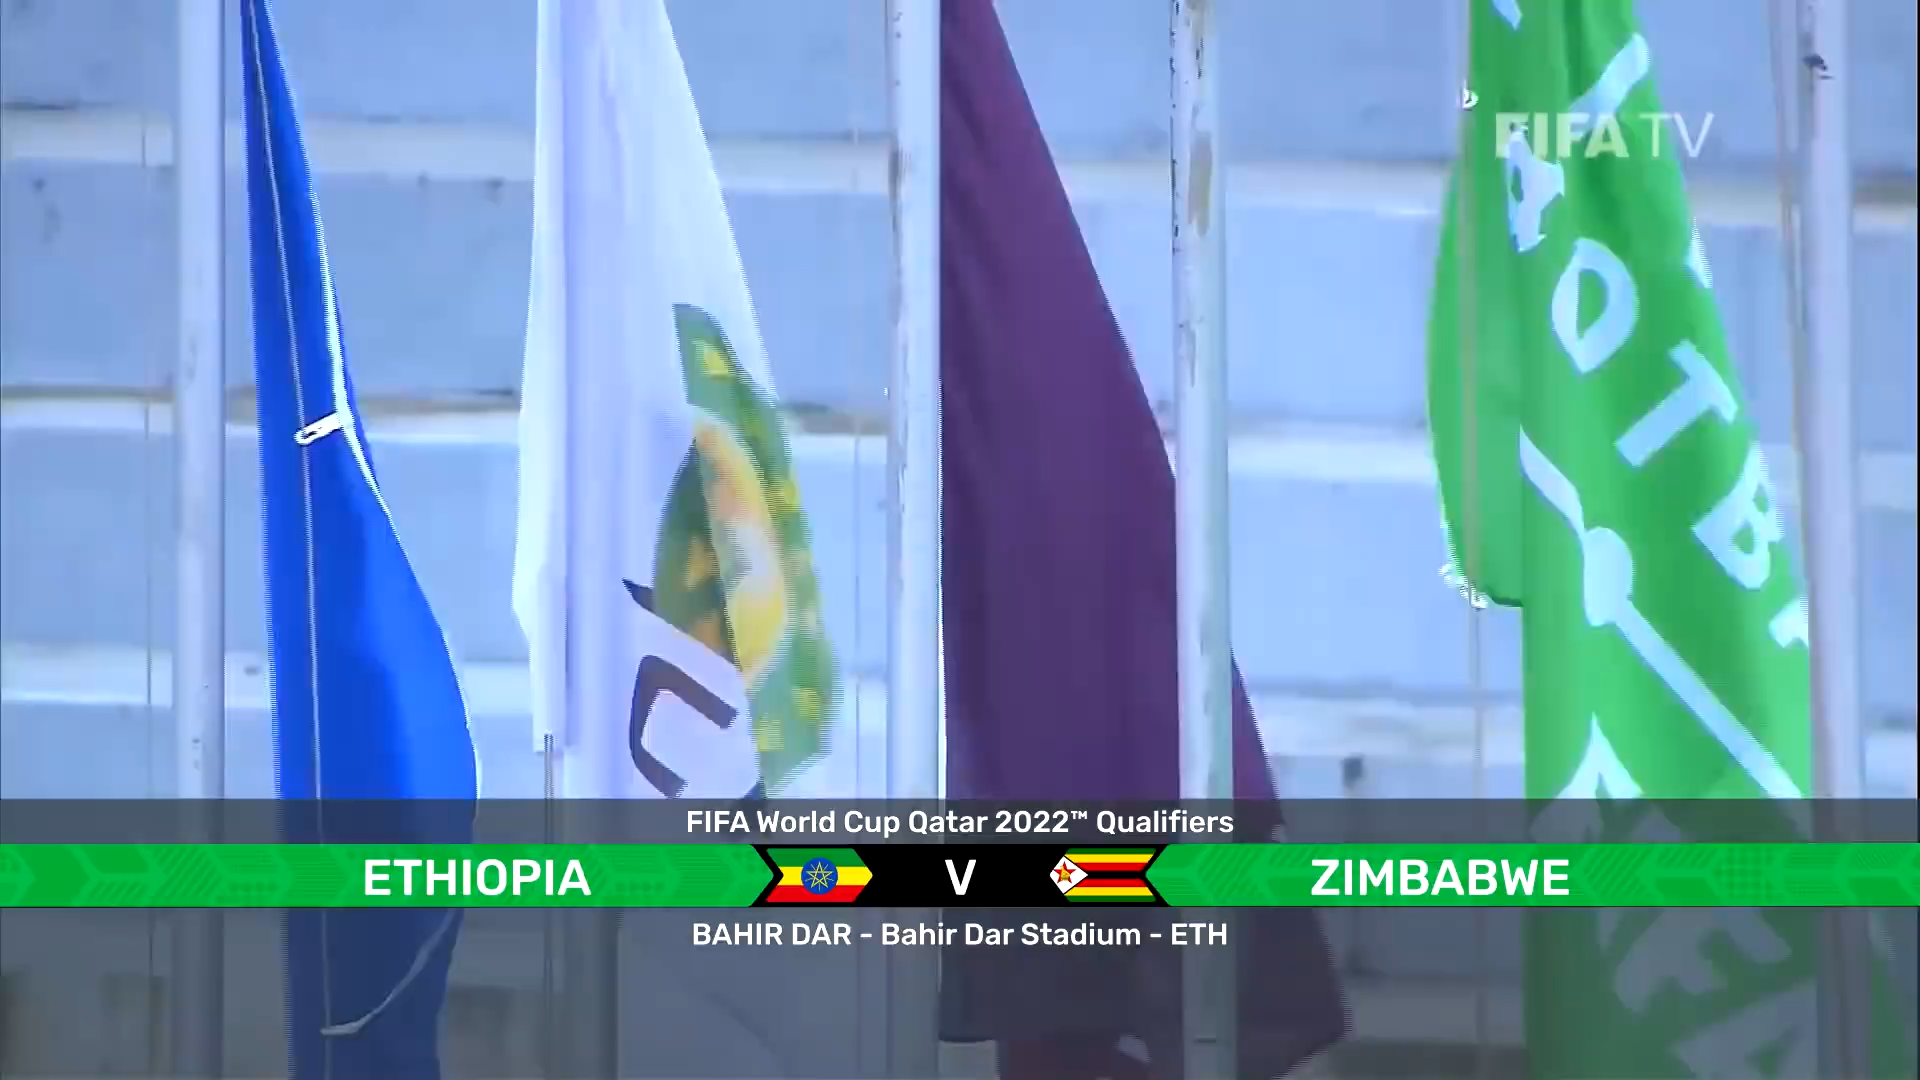 FIFA TV
FIFA World Cup Qatar 2022™ Qualifiers
ETHIOPIA V ZIMBABWE
BAHIR DAR - Bahir Dar Stadium - ETH